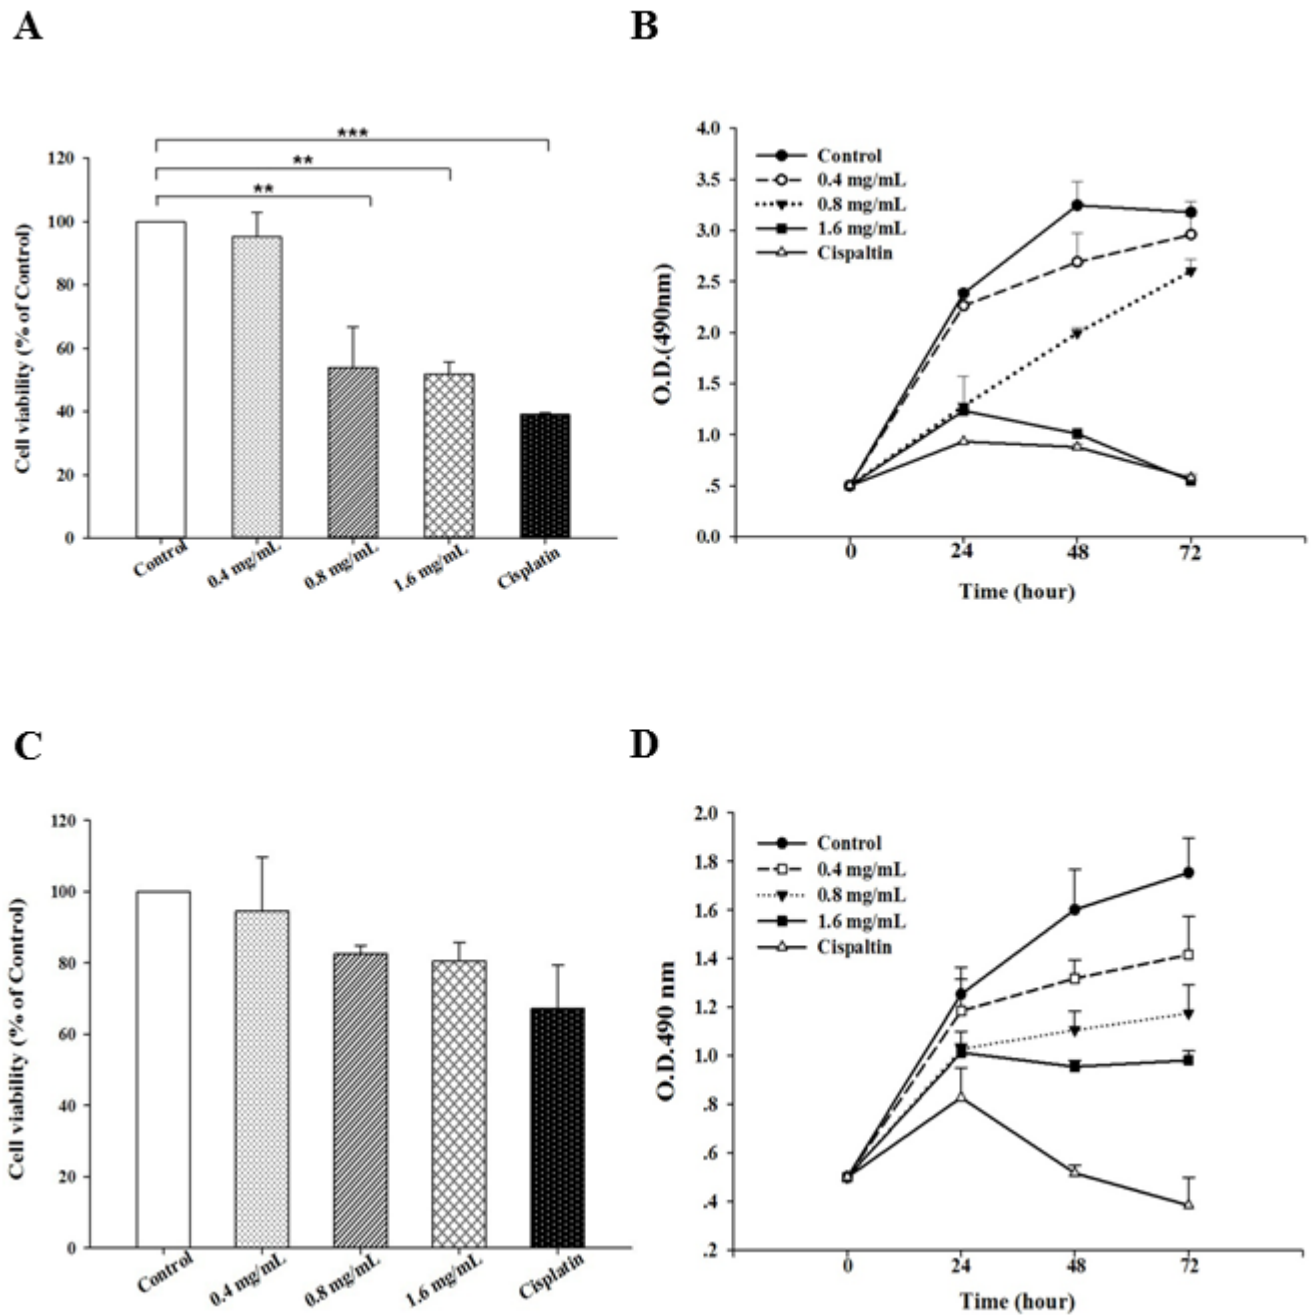 A
***
**
**
120
100
80
60
40
20
0
Cell viability (% of Control)
Control
0.4 mg/mL
0.8 mg/mL
1.6 mg/mL
Cisplatin
B
4.0
3.5
3.0
2.5
2.0
1.5
1.0
.5
0.0
O.D.(490nm)
Control
0.4 mg/mL
0.8 mg/mL
1.6 mg/mL
Cispaltin
0 24 48 72
Time (hour)
C
120
100
80
60
40
20
0
Cell viability (% of Control)
Control
0.4 mg/mL
0.8 mg/mL
1.6 mg/mL
Cisplatin
D
2.0
1.8
1.6
1.4
1.2
1.0
.8
.6
.4
.2
O.D.490 nm
Control
0.4 mg/mL
0.8 mg/mL
1.6 mg/mL
Cispaltin
0 24 48 72
Time (hour)